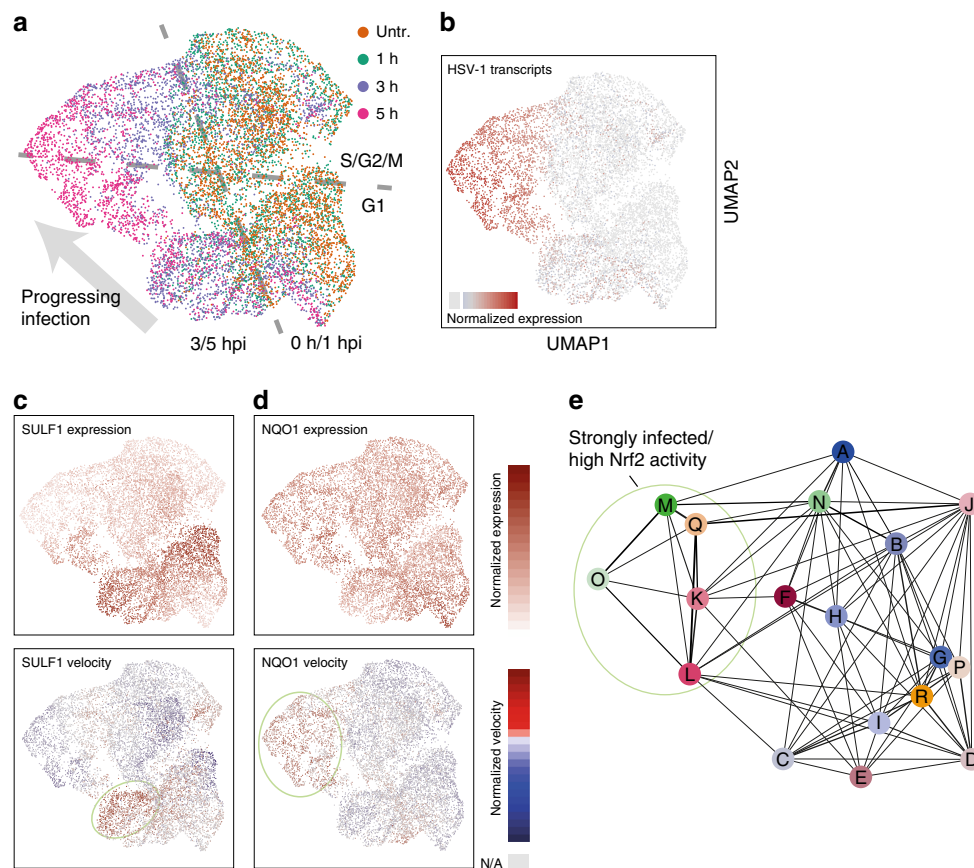 a
Untr.
1 h
3 h
5 h
S/G2/M
G1
Progressing
infection
3/5 hpi
0 h/1 hpi
b
HSV-1 transcripts
Normalized expression
UMAP1
UMAP2
c
SULF1 expression
SULF1 velocity
d
NQO1 expression
NQO1 velocity
Normalized expression
Normalized velocity
N/A
e
Strongly infected/
high Nrf2 activity
A
M
N
J
Q
B
O
K
F
H
G
P
L
R
I
C
D
E